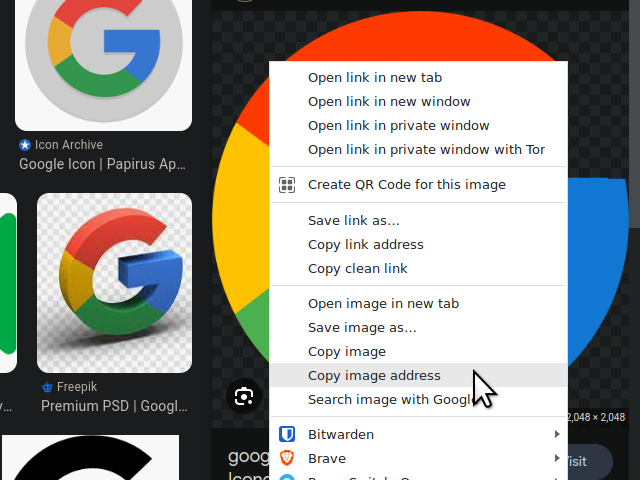 Icon Archive
Google Icon | Papirus Ap...
Freepik
Premium PSD | Googl...
Open link in new tab
Open link in new window
Open link in private window
Open link in private window with Tor
Create QR Code for this image
Save link as...
Copy link address
Copy clean link
Open image in new tab
Save image as...
Copy image
Copy image address
Search image with Google
Bitwarden
Brave
2,048 × 2,048